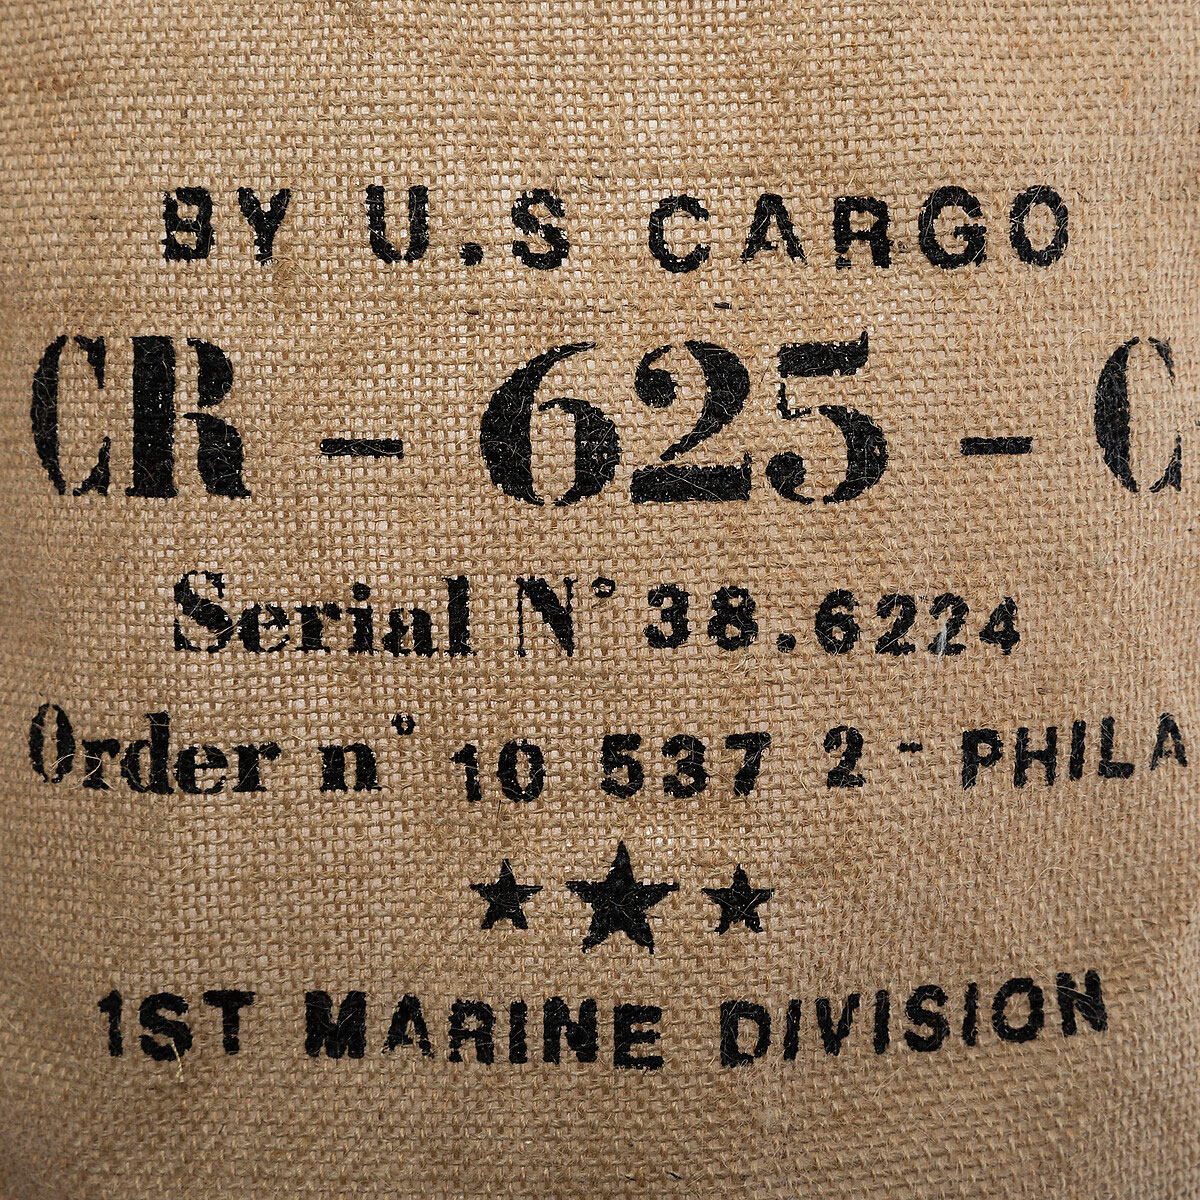 BY U.S CARGO
CR - 625 - C
Serial N° 38.6224
Order n° 10 537 2 - PHILA
★ ★ ★
1ST MARINE DIVISION